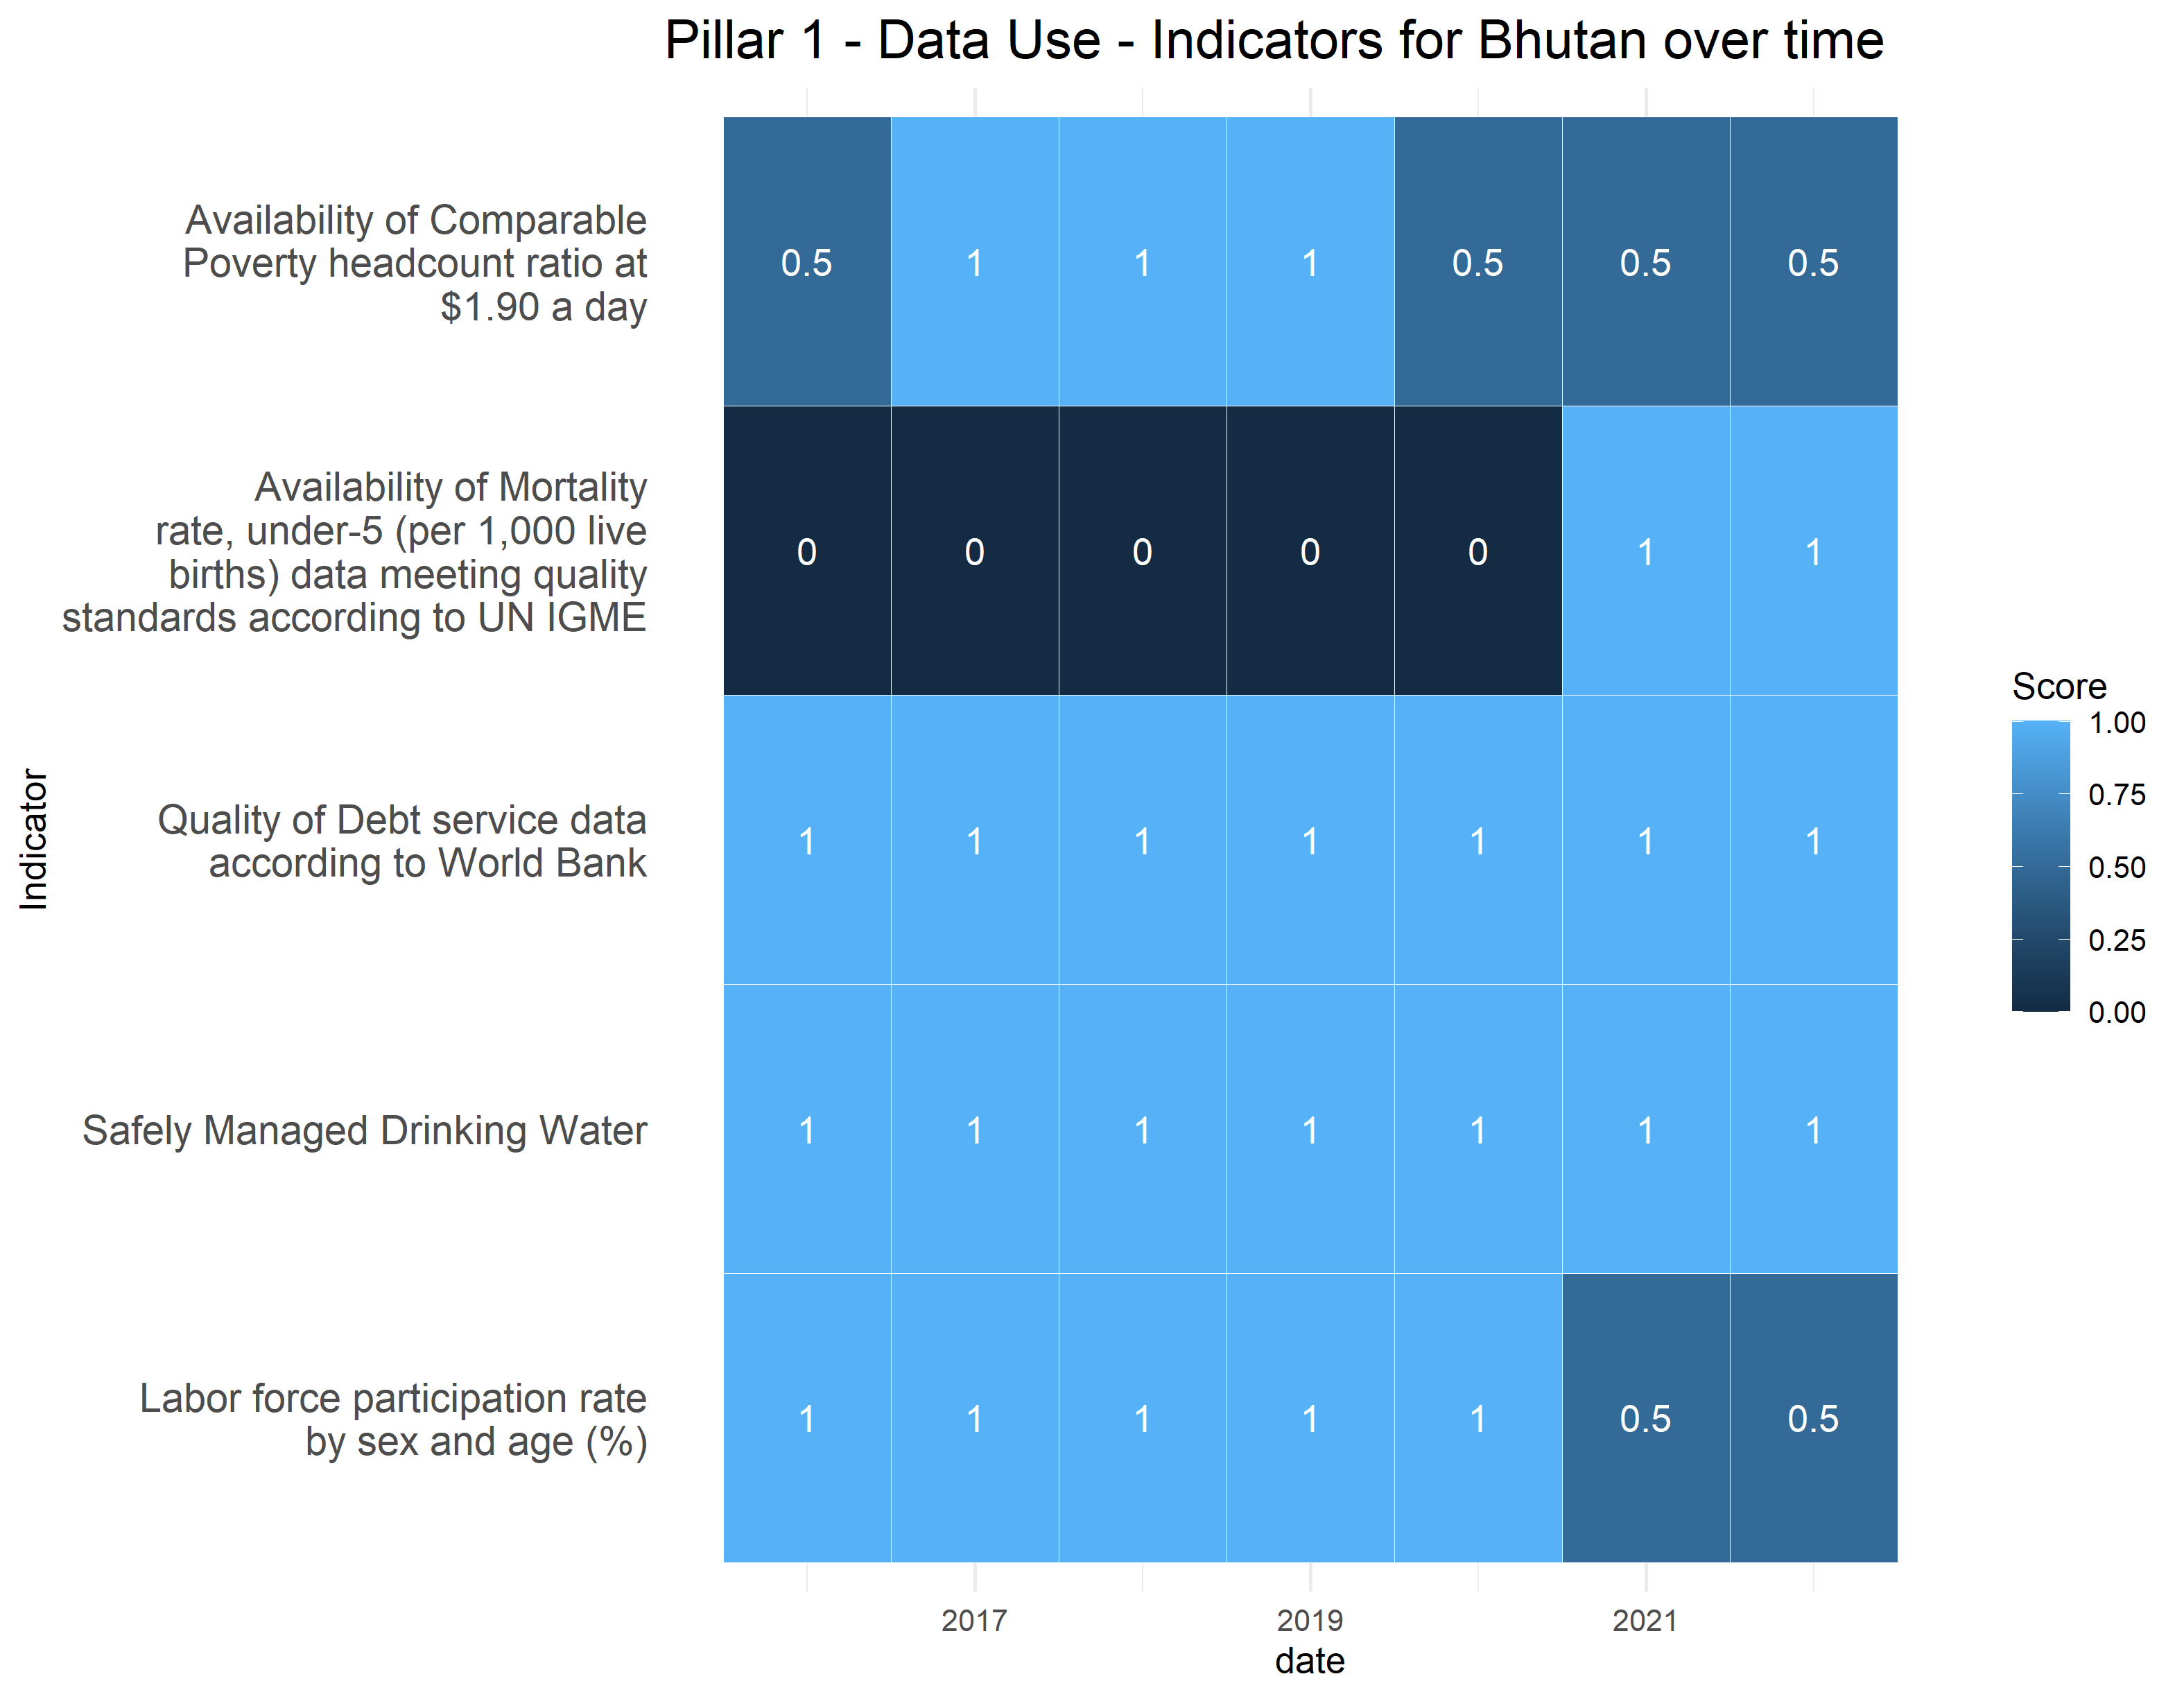 Pillar 1 - Data Use - Indicators for Bhutan over time
Availability of Comparable
Poverty headcount ratio at
$1.90 a day
0.5 1 1 1 0.5 0.5 0.5
Availability of Mortality
rate, under-5 (per 1,000 live
births) data meeting quality
standards according to UN IGME
0 0 0 0 0 1 1
Quality of Debt service data
according to World Bank
1 1 1 1 1 1 1
Safely Managed Drinking Water
1 1 1 1 1 1 1
Labor force participation rate
by sex and age (%)
1 1 1 1 1 0.5 0.5
Indicator
2017 2019 2021
date
Score
1.00
0.75
0.50
0.25
0.00